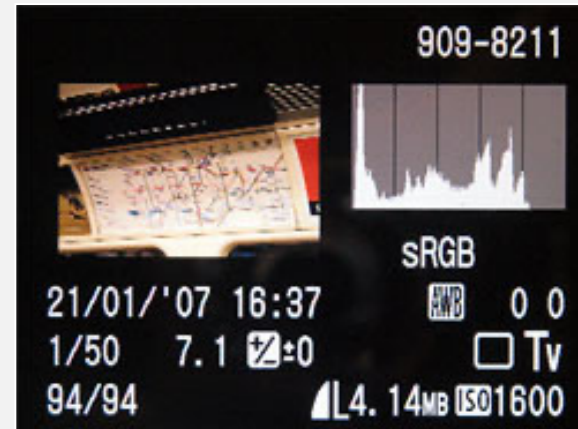 909-8211
sRGB
21/01/'07 16:37 AWB 0 0
1/50 7.1 ±0 Tv
94/94 L4.14MB ISO1600